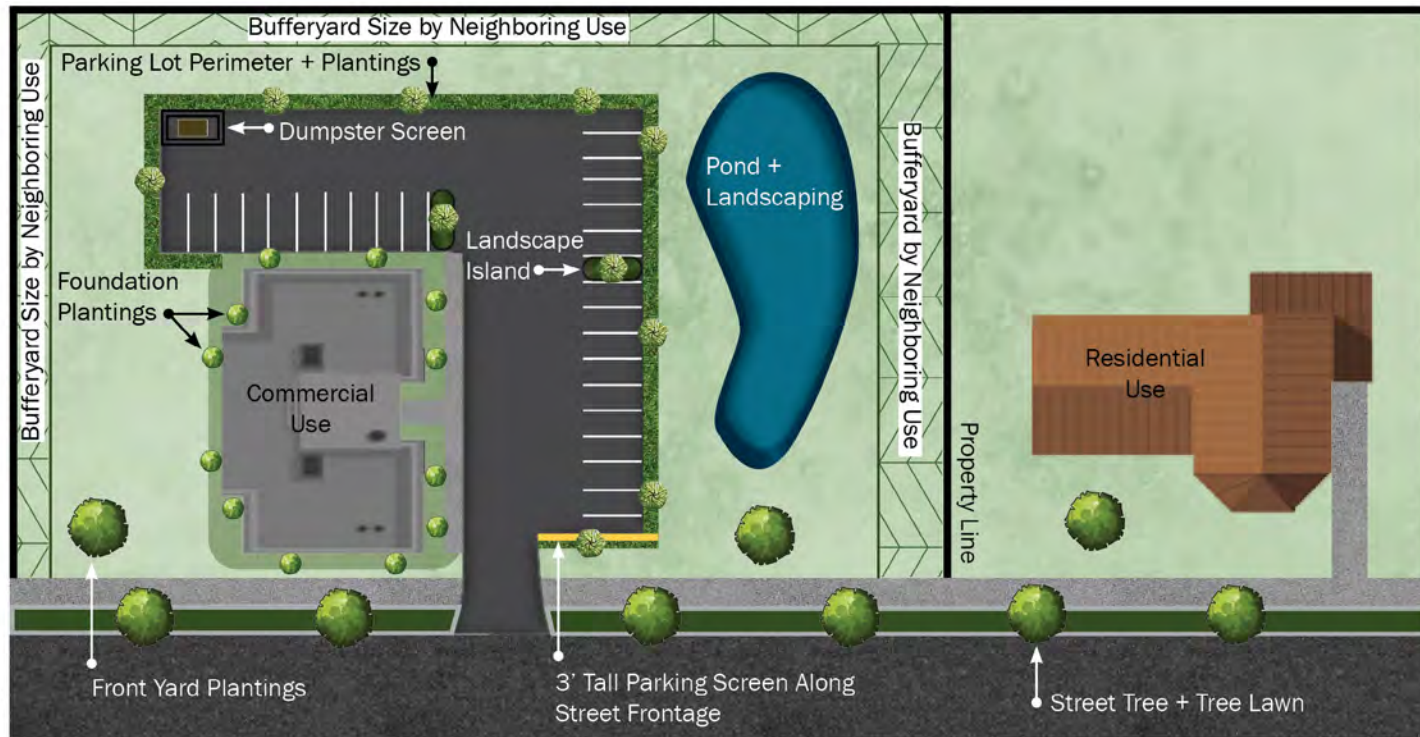 Bufferyard Size by Neighboring Use
Parking Lot Perimeter + Plantings
Dumpster Screen
Bufferyard Size by Neighboring Use
Foundation
Plantings
Commercial
Use
Landscape
Island
Pond +
Landscaping
Bufferyard by Neighboring Use
Property Line
Residential
Use
Front Yard Plantings
3' Tall Parking Screen Along
Street Frontage
Street Tree + Tree Lawn